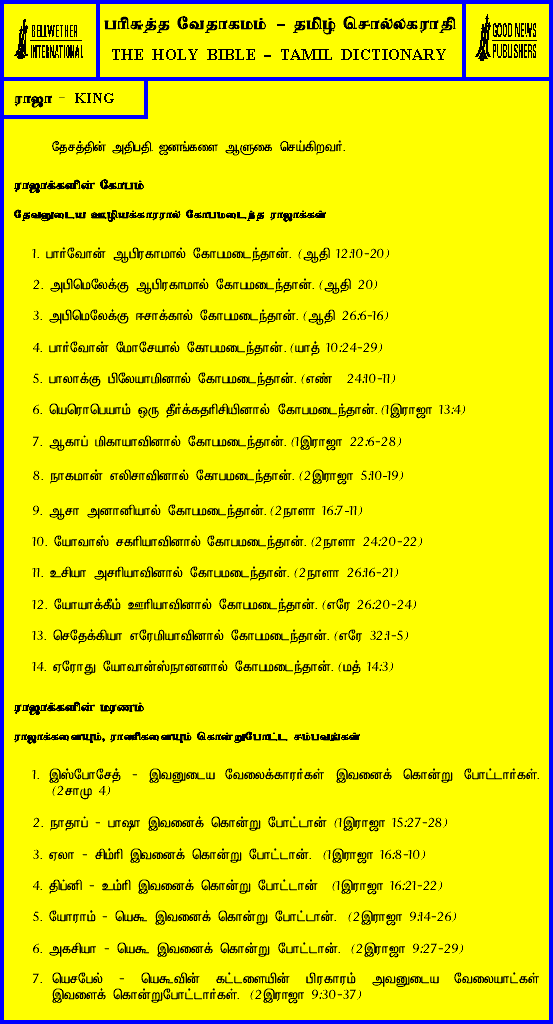 BELLWETHER
INTERNATIONAL
பரிசுத்த வேதாகமம் – தமிழ் சொல்லகராதி
THE HOLY BIBLE – TAMIL DICTIONARY
GOOD NEWS
PUBLISHERS
ராஜா – KING
தேசத்தின் அதிபதி. ஜனங்களை ஆளுகை செய்கிறவர்.
ராஜாக்களின் கோபம்
தேவனுடைய ஊழியக்காரரால் கோபமடைந்த ராஜாக்கள்
1. பார்வோன் ஆபிரகாமால் கோபமடைந்தான். (ஆதி 12:10-20)
2. அபிமெலேக்கு ஆபிரகாமால் கோபமடைந்தான். (ஆதி 20)
3. அபிமெலேக்கு ஈசாக்கால் கோபமடைந்தான். (ஆதி 26:6-16)
4. பார்வோன் மோசேயால் கோபமடைந்தான். (யாத் 10:24-29)
5. பாலாக்கு பிலேயாமினால் கோபமடைந்தான். (எண் 24:10-11)
6. யெரொபெயாம் ஒரு தீர்க்கதரிசியினால் கோபமடைந்தான். (1இராஜா 13:4)
7. ஆகாப் மிகாயாவினால் கோபமடைந்தான். (1இராஜா 22:6-28)
8. நாகமான் எலிசாவினால் கோபமடைந்தான். (2இராஜா 5:10-19)
9. ஆசா அனானியால் கோபமடைந்தான். (2நாளா 16:7-11)
10. யோவாஸ் சகரியாவினால் கோபமடைந்தான். (2நாளா 24:20-22)
11. உசியா அசரியாவினால் கோபமடைந்தான். (2நாளா 26:16-21)
12. யோயாக்கீம் ஊரியாவினால் கோபமடைந்தான். (எரே 26:20-24)
13. செதேக்கியா எரேமியாவினால் கோபமடைந்தான். (எரே 32:1-5)
14. ஏரோது யோவான்ஸ்நானனால் கோபமடைந்தான். (மத் 14:3)
ராஜாக்களின் மரணம்
ராஜாக்களையும், ராணிகளையும் கொன்றுபோட்ட சம்பவங்கள்
1. இஸ்போசேத் - இவனுடைய வேலைக்காரர்கள் இவனைக் கொன்று போட்டார்கள்.
(2சாமு 4)
2. நாதாப் - பாஷா இவனைக் கொன்று போட்டான் (1இராஜா 15:27-28)
3. ஏலா - சிம்ரி இவனைக் கொன்று போட்டான். (1இராஜா 16:8-10)
4. திப்னி - உம்ரி இவனைக் கொன்று போட்டான் (1இராஜா 16:21-22)
5. யோராம் - யெகூ இவனைக் கொன்று போட்டான். (2இராஜா 9:14-26)
6. அகசியா - யெகூ இவனைக் கொன்று போட்டான். (2இராஜா 9:27-29)
7. யெசபேல் - யெகூவின் கட்டளையின் பிரகாரம் அவனுடைய வேலையாட்கள்
இவளைக் கொன்றுபோட்டார்கள். (2இராஜா 9:30-37)